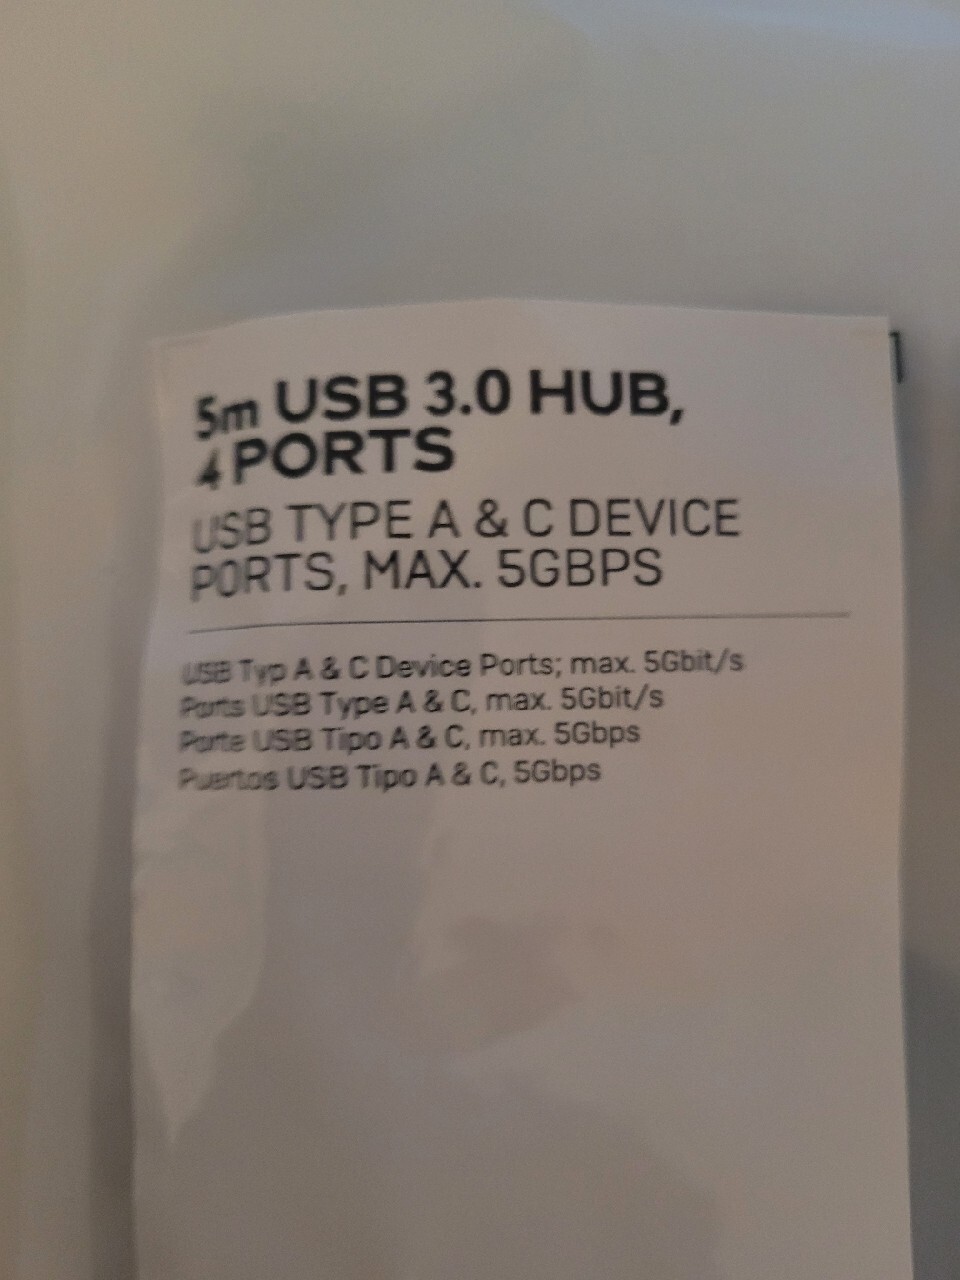 5m USB 3.0 HUB,
4 PORTS
USB TYPE A & C DEVICE
PORTS, MAX. 5GBPS
USB Typ A & C Device Ports; max. 5Gbit/s
Ports USB Type A & C, max. 5Gbit/s
Porte USB Tipo A & C, max. 5Gbps
Puertos USB Tipo A & C, 5Gbps